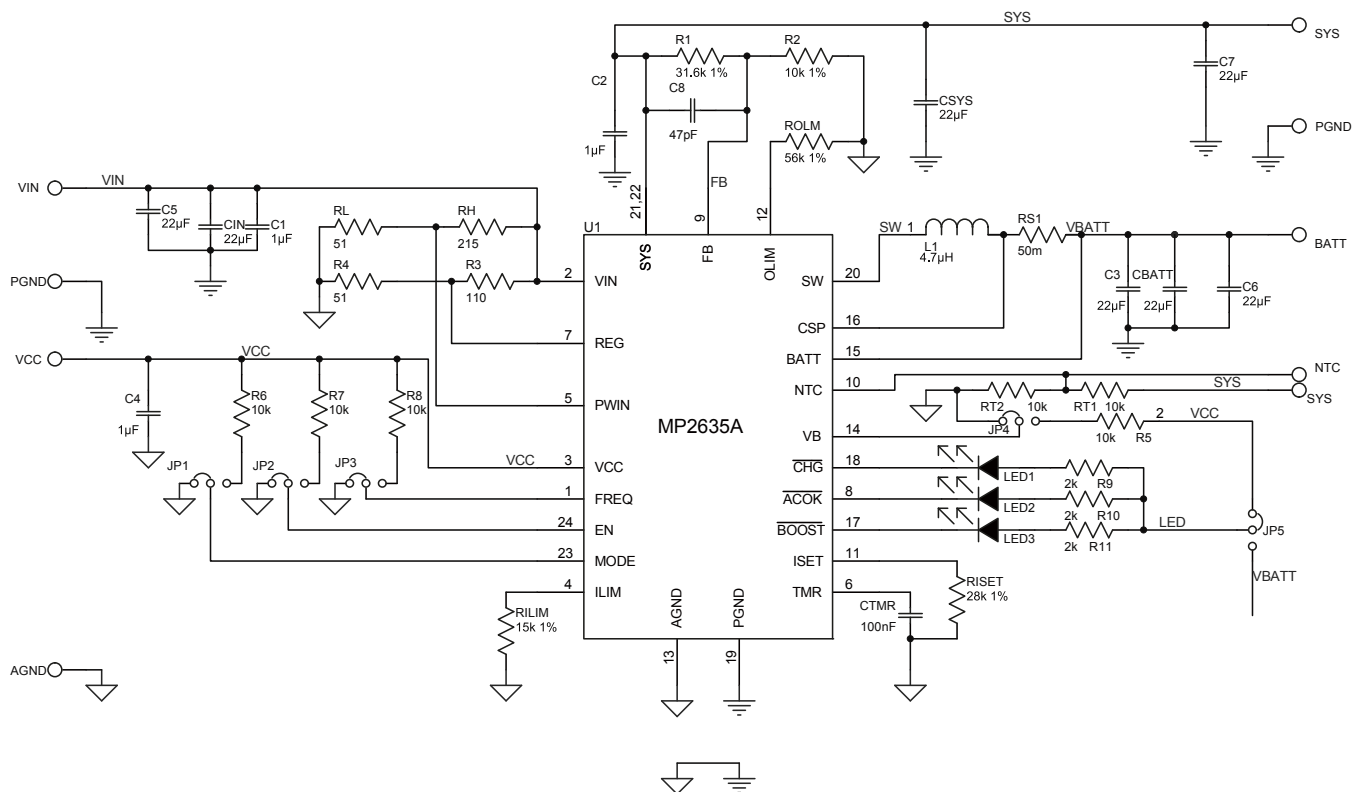 SYS
SYS
R1
31.6k 1%
R2
10k 1%
C2
1μF
C8
47pF
ROLM
56k 1%
CSYS
22μF
C7
22μF
PGND
VIN
VIN
C5
22μF
CIN
22μF
C1
1μF
RL
51
RH
215
R4
51
R3
110
PGND
FB
21,22
9
12
U1
SYS
FB
OLIM
SW 1
L1
4.7μH
RS1
50m
VBATT
BATT
C3
22μF
CBATT
22μF
C6
22μF
2
VIN
7
REG
5
PWIN
3
VCC
1
FREQ
24
EN
23
MODE
4
ILIM
MP2635A
SW
20
CSP
16
BATT
15
NTC
10
VB
14
CHG
18
ACOK
8
BOOST
17
ISET
11
TMR
6
AGND
13
PGND
19
VCC
VCC
C4
1μF
R6
10k
R7
10k
R8
10k
JP1
JP2
JP3
VCC
RILIM
15k 1%
AGND
NTC
SYS
SYS
RT2
10k
RT1
10k
JP4
10k
R5
2
VCC
LED1
R9
2k
LED2
R10
2k
LED3
R11
2k
LED
JP5
VBATT
RISET
28k 1%
CTMR
100nF